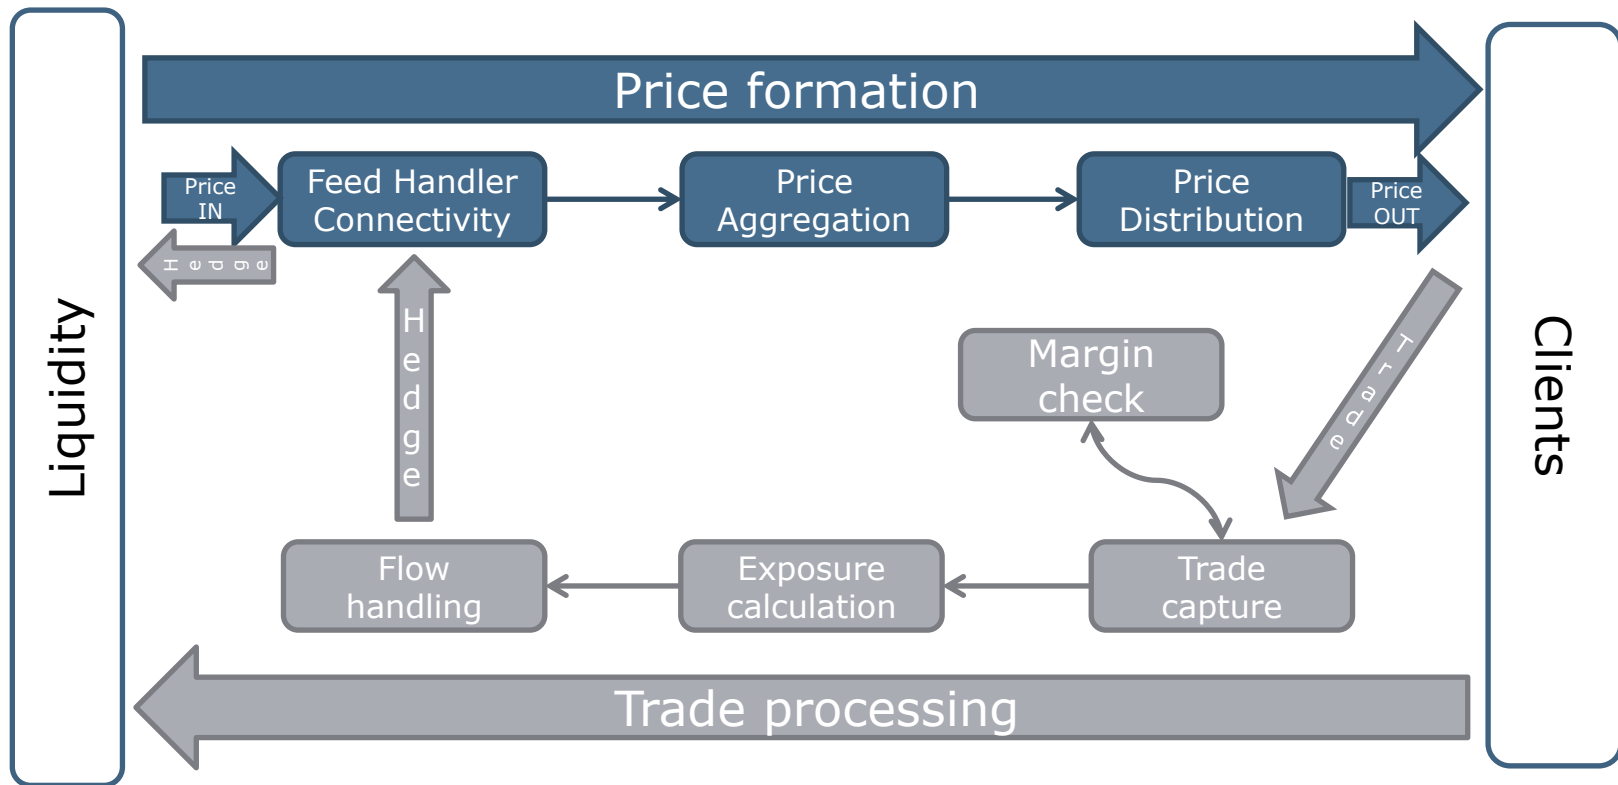 Price formation
Price
IN
Feed Handler
Connectivity
Price
Aggregation
Price
Distribution
Price
OUT
Hedge
Hedge
Liquidity
Clients
Trade
Margin
check
Flow
handling
Exposure
calculation
Trade
capture
Trade processing